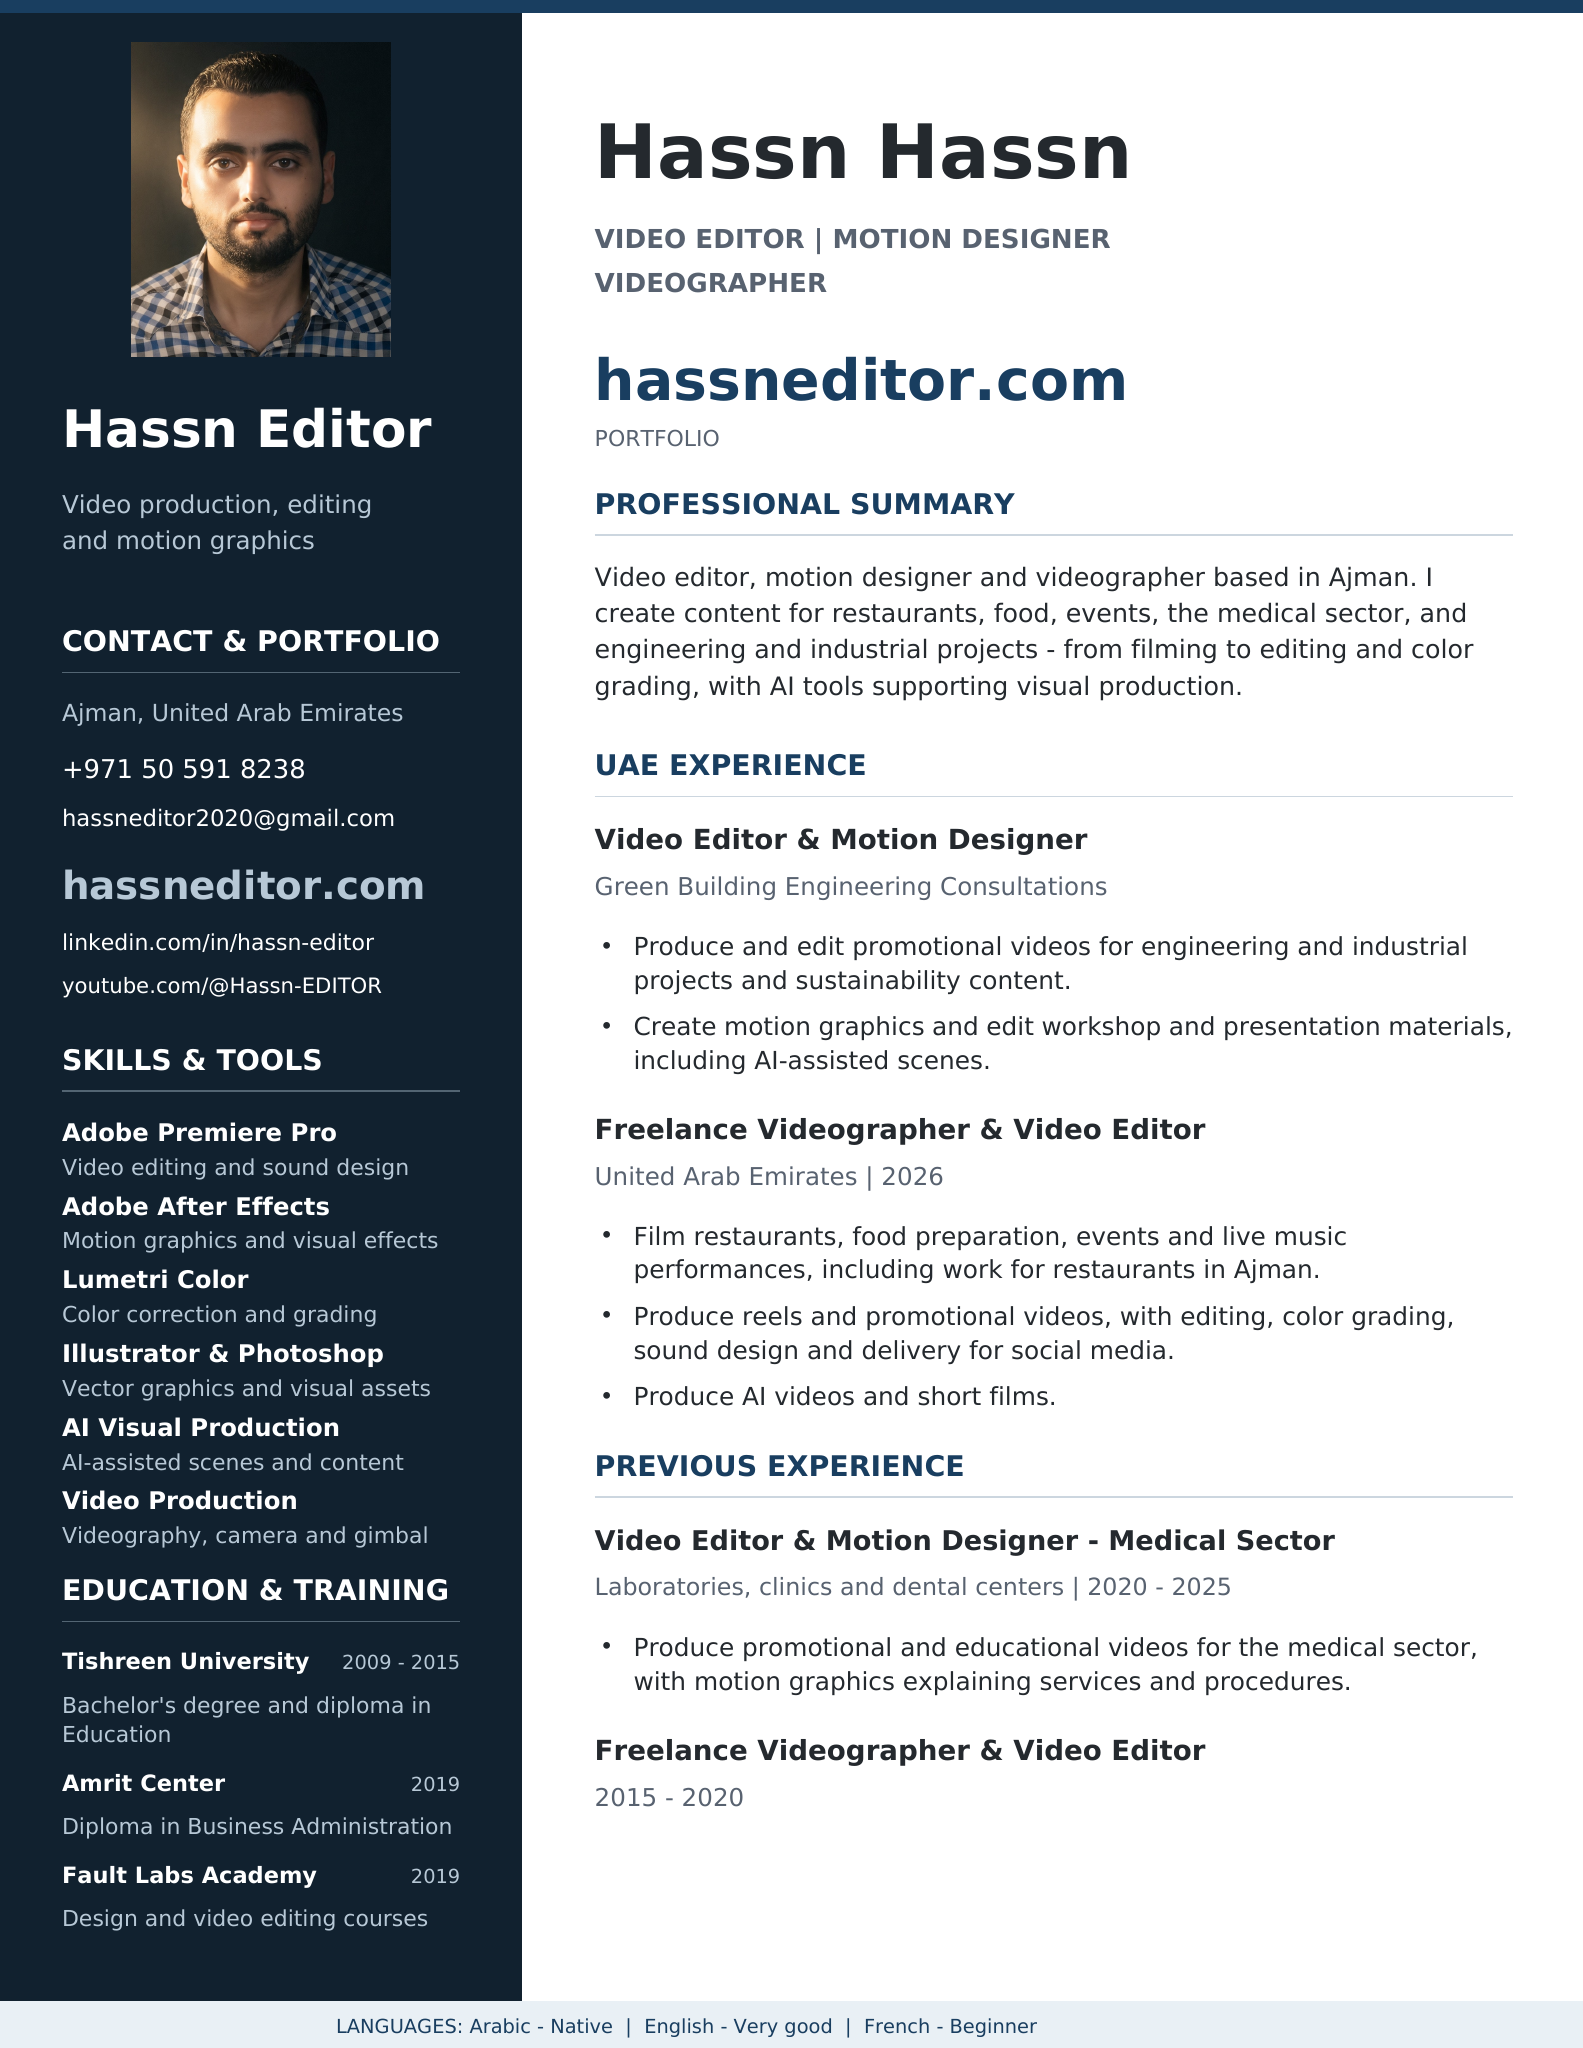 Hassn Editor
Video production, editing
and motion graphics
CONTACT & PORTFOLIO
Ajman, United Arab Emirates
+971 50 591 8238
hassneditor2020@gmail.com
hassneditor.com
linkedin.com/in/hassn-editor
youtube.com/@Hassn-EDITOR
SKILLS & TOOLS
Adobe Premiere Pro
Video editing and sound design
Adobe After Effects
Motion graphics and visual effects
Lumetri Color
Color correction and grading
Illustrator & Photoshop
Vector graphics and visual assets
AI Visual Production
AI-assisted scenes and content
Video Production
Videography, camera and gimbal
EDUCATION & TRAINING
Tishreen University 2009 - 2015
Bachelor's degree and diploma in
Education
Amrit Center 2019
Diploma in Business Administration
Fault Labs Academy 2019
Design and video editing courses
Hassn Hassn
VIDEO EDITOR | MOTION DESIGNER
VIDEOGRAPHER
hassneditor.com
PORTFOLIO
PROFESSIONAL SUMMARY
Video editor, motion designer and videographer based in Ajman. I
create content for restaurants, food, events, the medical sector, and
engineering and industrial projects - from filming to editing and color
grading, with AI tools supporting visual production.
UAE EXPERIENCE
Video Editor & Motion Designer
Green Building Engineering Consultations
• Produce and edit promotional videos for engineering and industrial
projects and sustainability content.
• Create motion graphics and edit workshop and presentation materials,
including AI-assisted scenes.
Freelance Videographer & Video Editor
United Arab Emirates | 2026
• Film restaurants, food preparation, events and live music
performances, including work for restaurants in Ajman.
• Produce reels and promotional videos, with editing, color grading,
sound design and delivery for social media.
• Produce AI videos and short films.
PREVIOUS EXPERIENCE
Video Editor & Motion Designer - Medical Sector
Laboratories, clinics and dental centers | 2020 - 2025
• Produce promotional and educational videos for the medical sector,
with motion graphics explaining services and procedures.
Freelance Videographer & Video Editor
2015 - 2020
LANGUAGES: Arabic - Native | English - Very good | French - Beginner